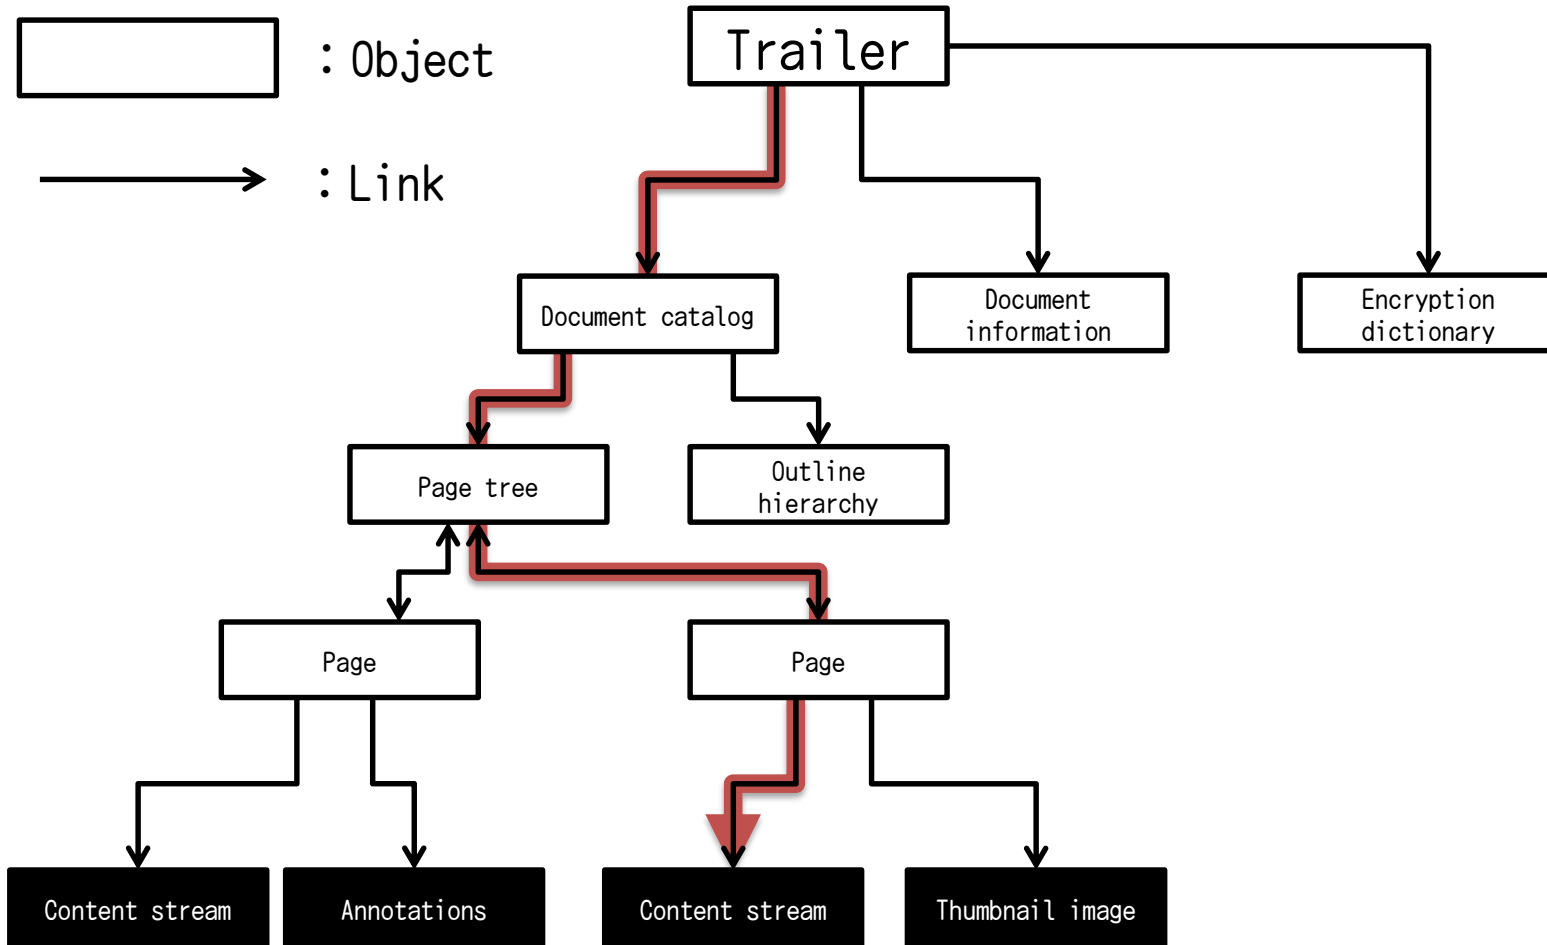 : Object
Trailer
: Link
Document catalog
Document
information
Encryption
dictionary
Page tree
Outline
hierarchy
Page
Page
Content stream
Annotations
Content stream
Thumbnail image